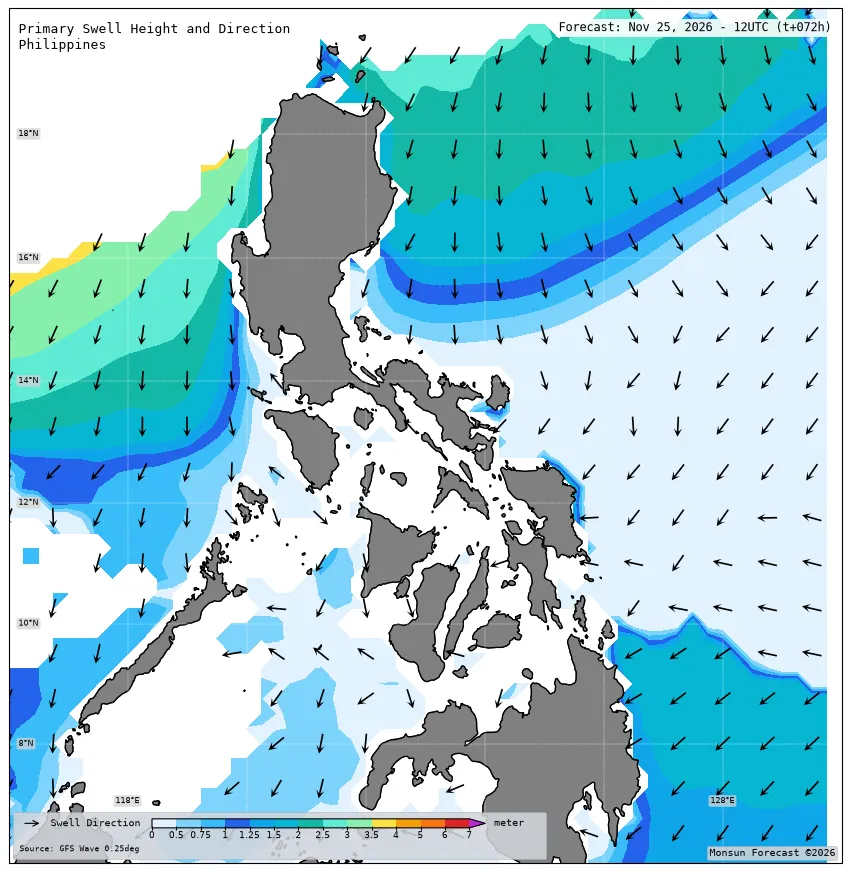 Primary Swell Height and Direction
Philippines
Forecast: Nov 25, 2026 - 12UTC (t+072h)
18°N
16°N
14°N
12°N
10°N
8°N
118°E
128°E
Swell Direction
0 0.5 0.75 1 1.25 1.5 2 2.5 3 3.5 4 5 6 7
meter
Source: GFS Wave 0.25deg
Monsun Forecast ©2026